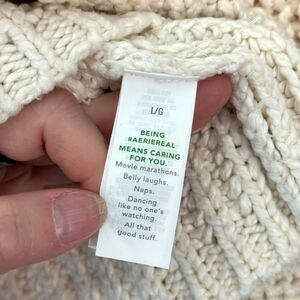 L/G
BEING
#AERIEREAL
MEANS CARING
FOR YOU.
Movie marathons.
Belly laughs.
Naps.
Dancing
like no one's
watching.
All that
good stuff.